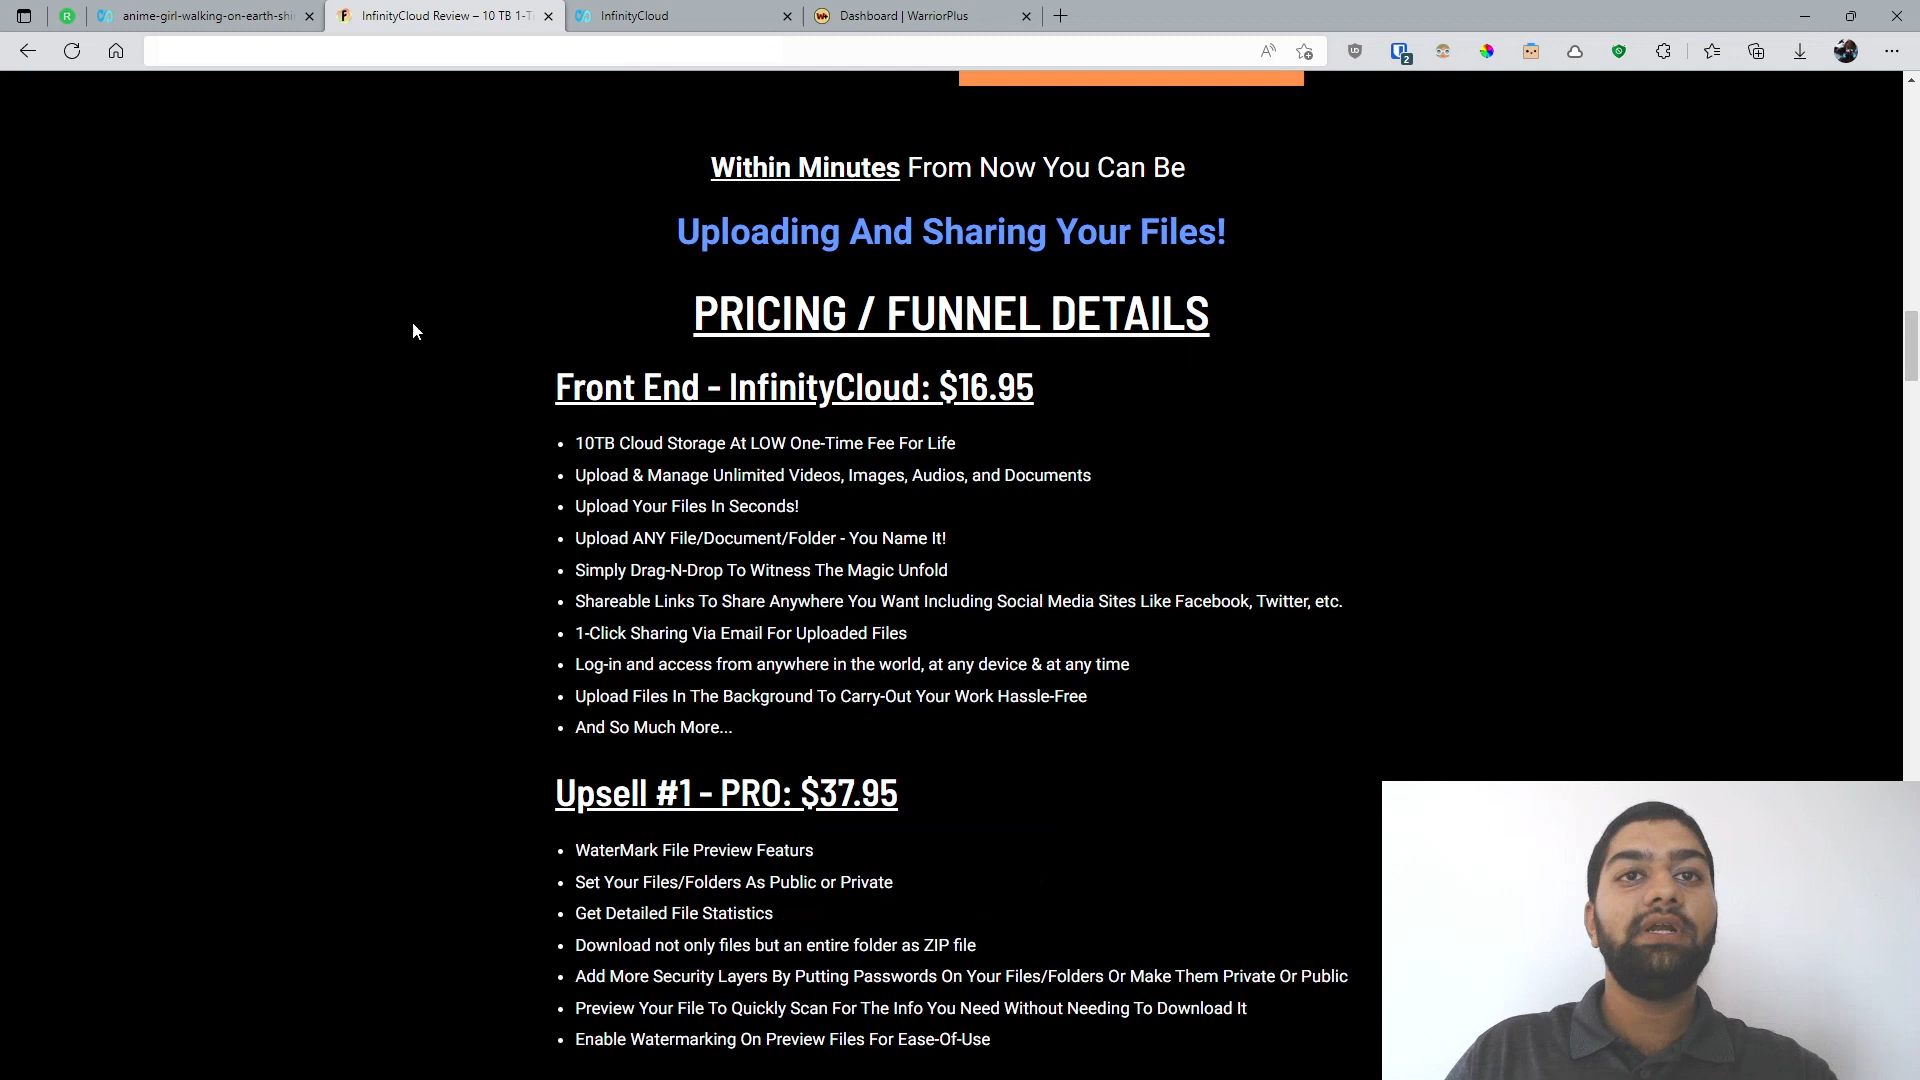 anime-girl-walking-on-earth-shi
InfinityCloud Review – 10 TB 1-T
InfinityCloud
Dashboard | WarriorPlus
Within Minutes From Now You Can Be
Uploading And Sharing Your Files!
PRICING / FUNNEL DETAILS
Front End - InfinityCloud: $16.95
• 10TB Cloud Storage At LOW One-Time Fee For Life
• Upload & Manage Unlimited Videos, Images, Audios, and Documents
• Upload Your Files In Seconds!
• Upload ANY File/Document/Folder - You Name It!
• Simply Drag-N-Drop To Witness The Magic Unfold
• Shareable Links To Share Anywhere You Want Including Social Media Sites Like Facebook, Twitter, etc.
• 1-Click Sharing Via Email For Uploaded Files
• Log-in and access from anywhere in the world, at any device & at any time
• Upload Files In The Background To Carry-Out Your Work Hassle-Free
• And So Much More...
Upsell #1 - PRO: $37.95
• WaterMark File Preview Featurs
• Set Your Files/Folders As Public or Private
• Get Detailed File Statistics
• Download not only files but an entire folder as ZIP file
• Add More Security Layers By Putting Passwords On Your Files/Folders Or Make Them Private Or Public
• Preview Your File To Quickly Scan For The Info You Need Without Needing To Download It
• Enable Watermarking On Preview Files For Ease-Of-Use